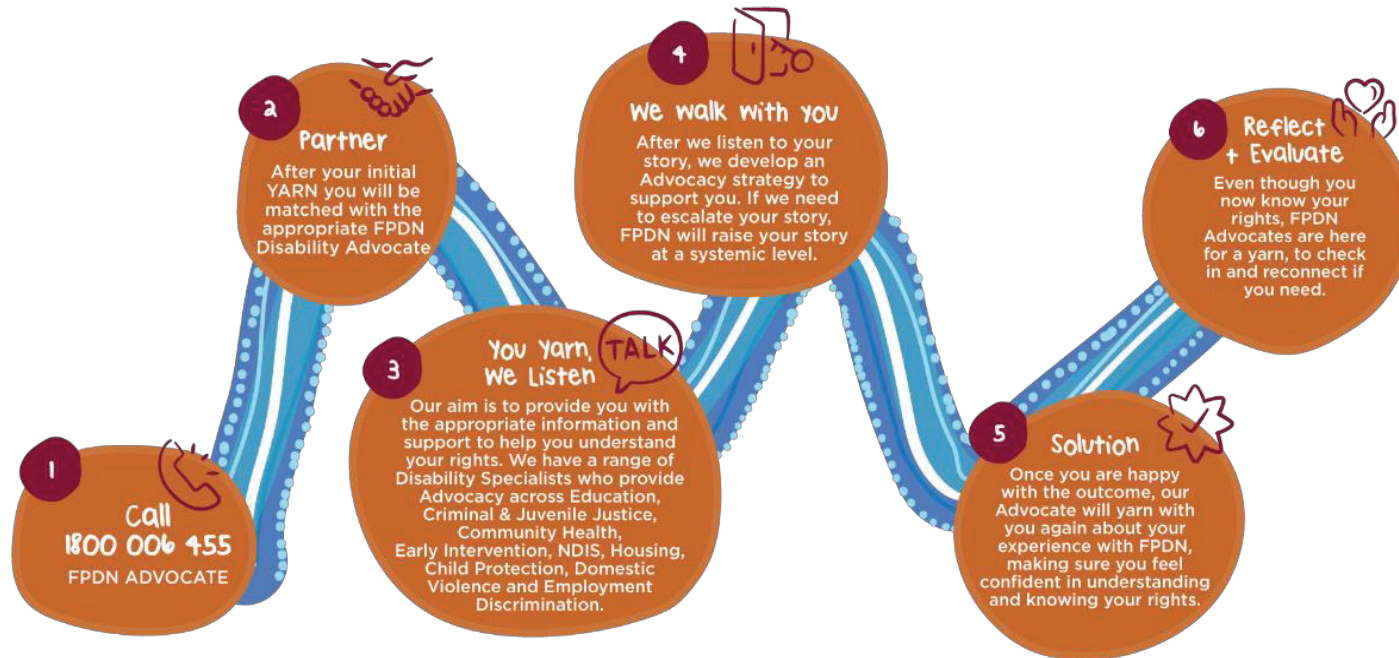 1
Call
1800 006 455
FPDN ADVOCATE
2
Partner
After your initial
YARN you will be
matched with the
appropriate FPDN
Disability Advocate
3
You Yarn,
We Listen
TALK
Our aim is to provide you with
the appropriate information and
support to help you understand
your rights. We have a range of
Disability Specialists who provide
Advocacy across Education,
Criminal & Juvenile Justice,
Community Health,
Early Intervention, NDIS, Housing,
Child Protection, Domestic
Violence and Employment
Discrimination.
4
We walk with you
After we listen to your
story, we develop an
Advocacy strategy to
support you. If we need
to escalate your story,
FPDN will raise your story
at a systemic level.
5
Solution
Once you are happy
with the outcome, our
Advocate will yarn with
you again about your
experience with FPDN,
making sure you feel
confident in understanding
and knowing your rights.
6
Reflect
+ Evaluate
Even though you
now know your
rights, FPDN
Advocates are here
for a yarn, to check
in and reconnect if
you need.